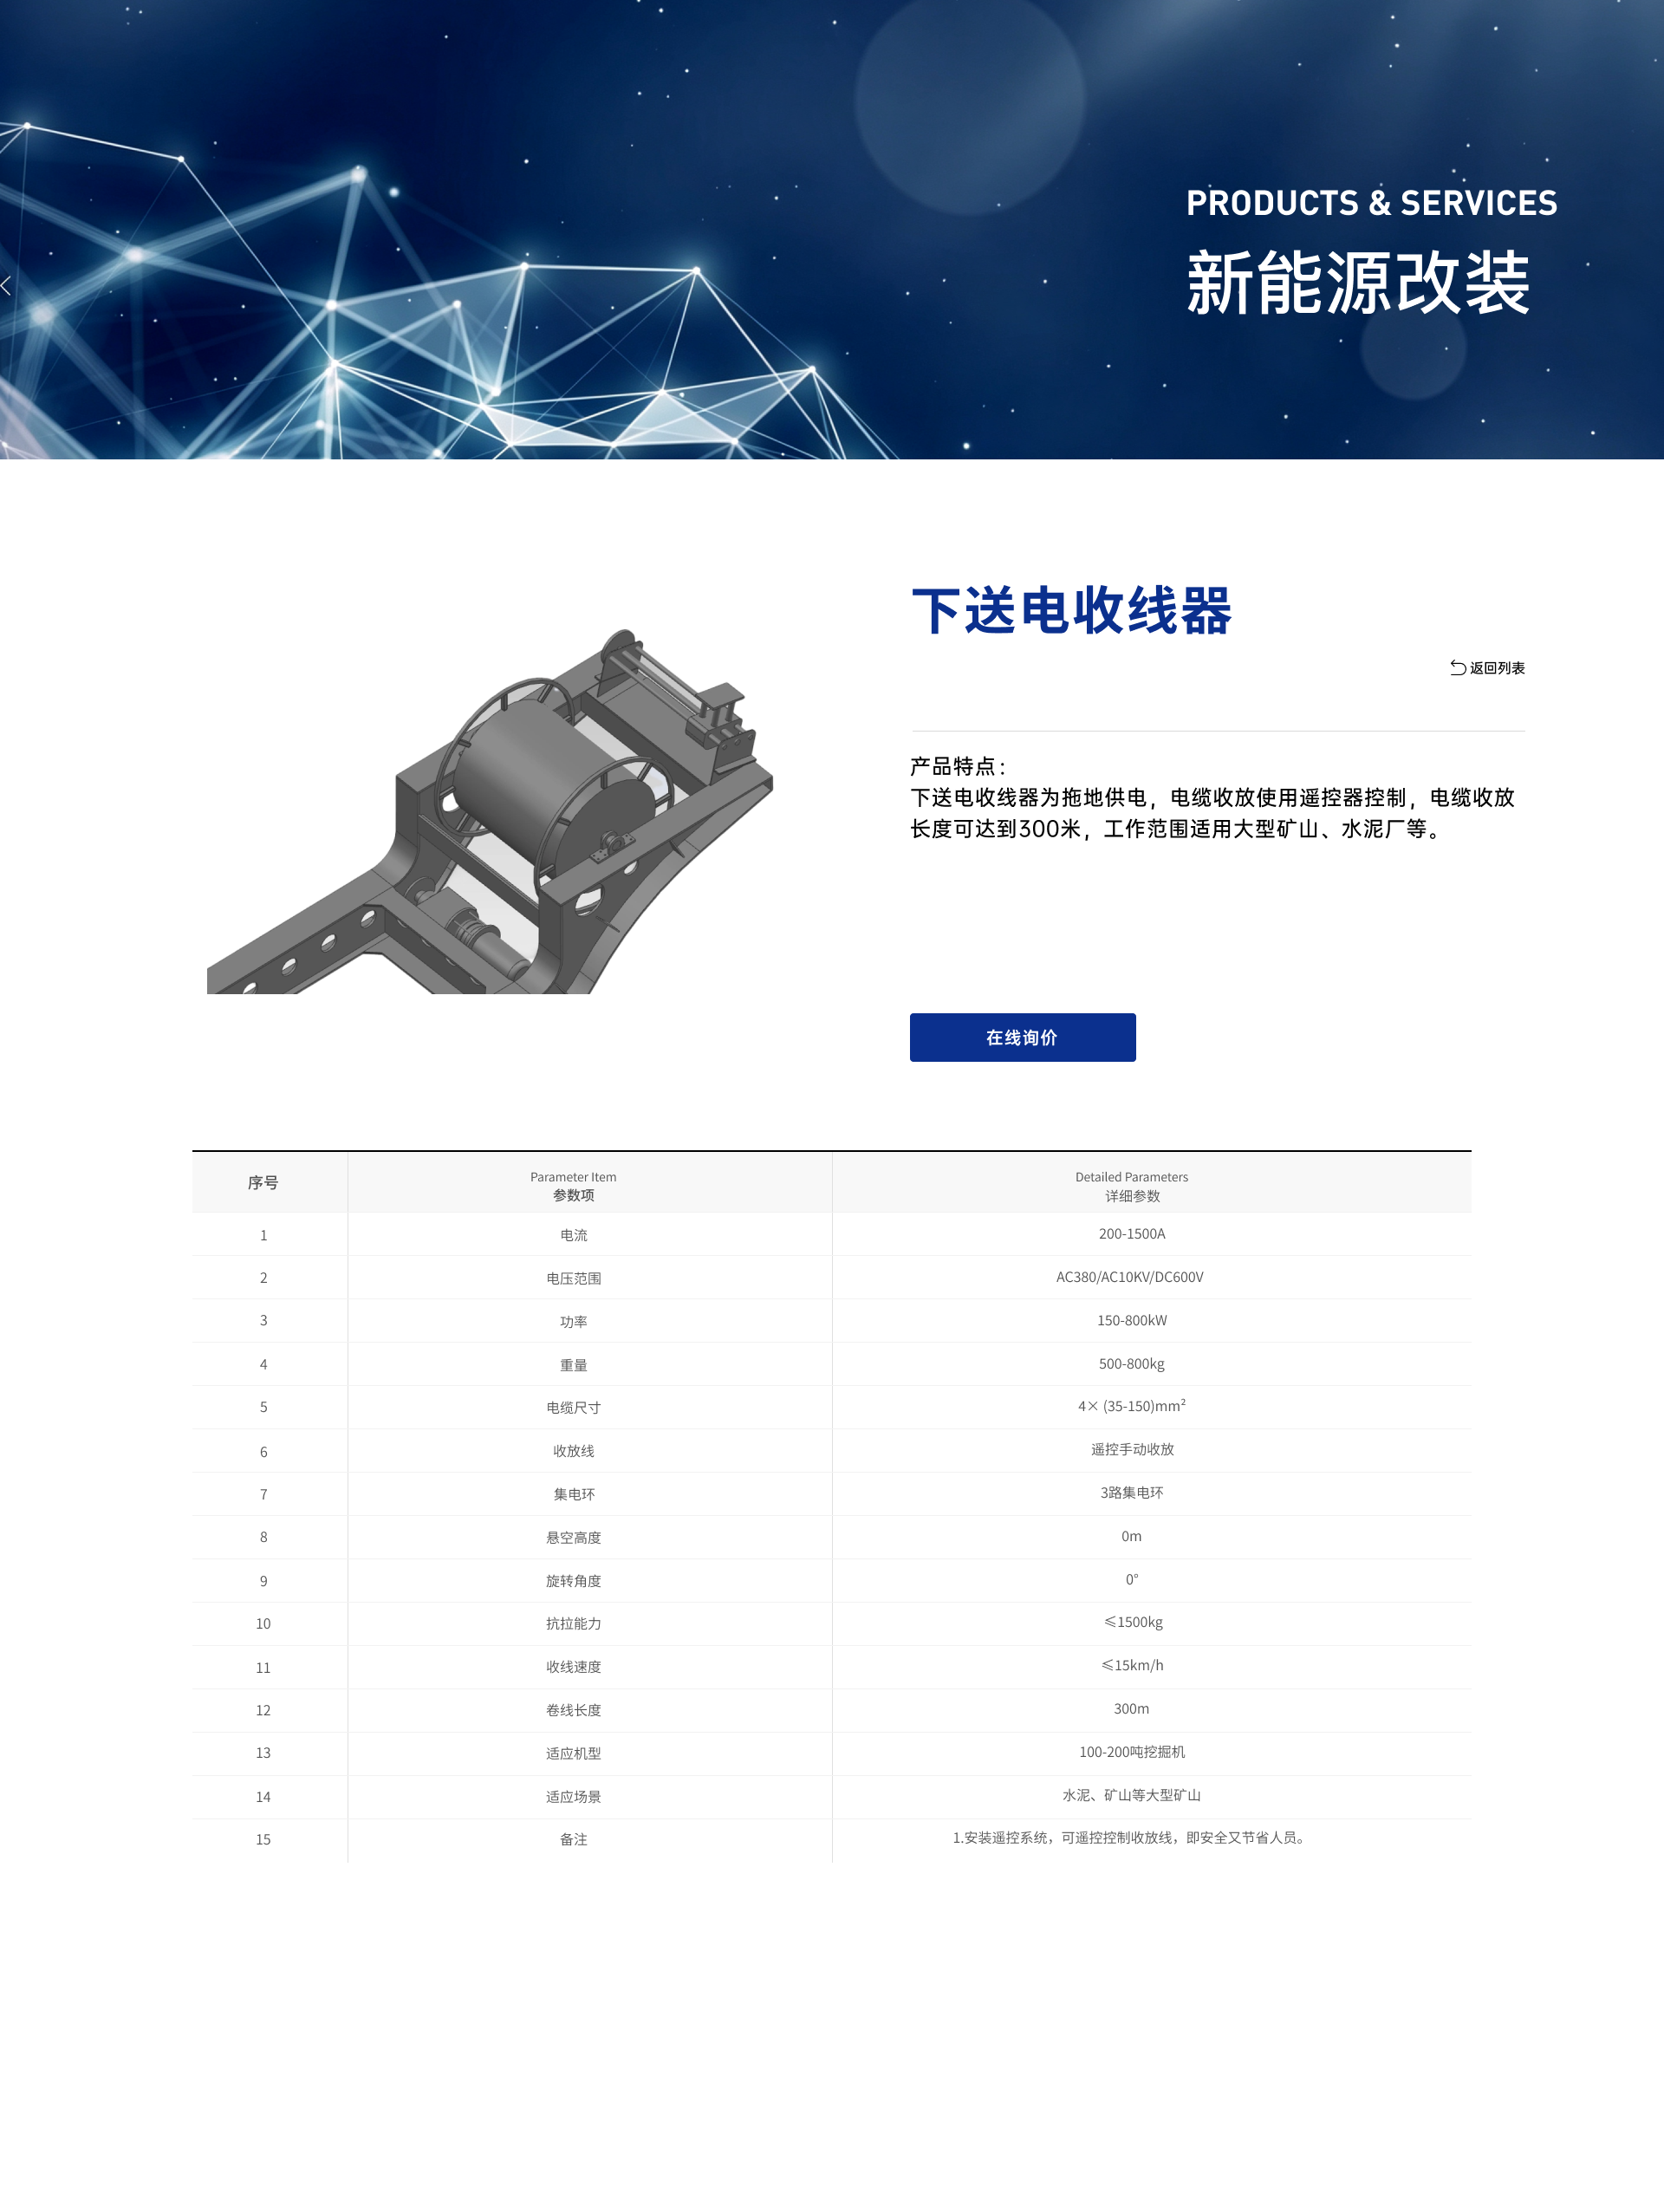 PRODUCTS & SERVICES
新能源改装
下送电收线器
返回列表
产品特点：
下送电收线器为拖地供电，电缆收放使用遥控器控制，电缆收放
长度可达到300米，工作范围适用大型矿山、水泥厂等。
在线询价
序号 Parameter Item 参数项 Detailed Parameters 详细参数
1 电流 200-1500A
2 电压范围 AC380/AC10KV/DC600V
3 功率 150-800kW
4 重量 500-800kg
5 电缆尺寸 4× (35-150)mm²
6 收放线 遥控手动收放
7 集电环 3路集电环
8 悬空高度 0m
9 旋转角度 0°
10 抗拉能力 ≤1500kg
11 收线速度 ≤15km/h
12 卷线长度 300m
13 适应机型 100-200吨挖掘机
14 适应场景 水泥、矿山等大型矿山
15 备注 1.安装遥控系统，可遥控控制收放线，即安全又节省人员。